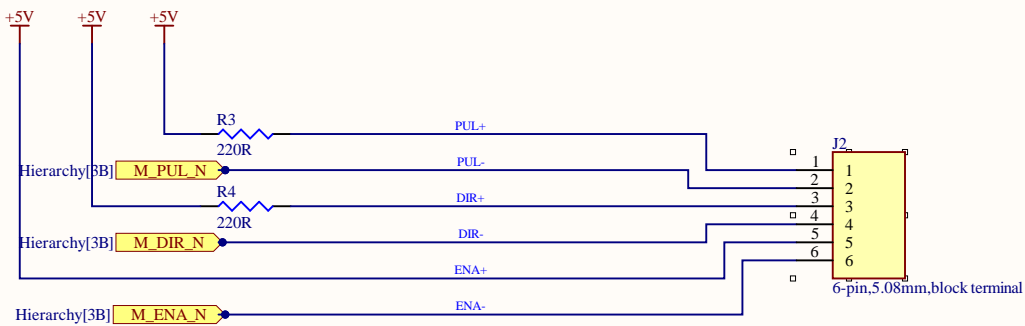 +5V +5V +5V
R3
220R
PUL+
J2
Hierarchy[3B] M_PUL_N
PUL-
1 1
2 2
R4
220R
DIR+
3 3
Hierarchy[3B] M_DIR_N
DIR-
4 4
5 5
6 6
ENA+
6-pin,5.08mm,block terminal
Hierarchy[3B] M_ENA_N
ENA-